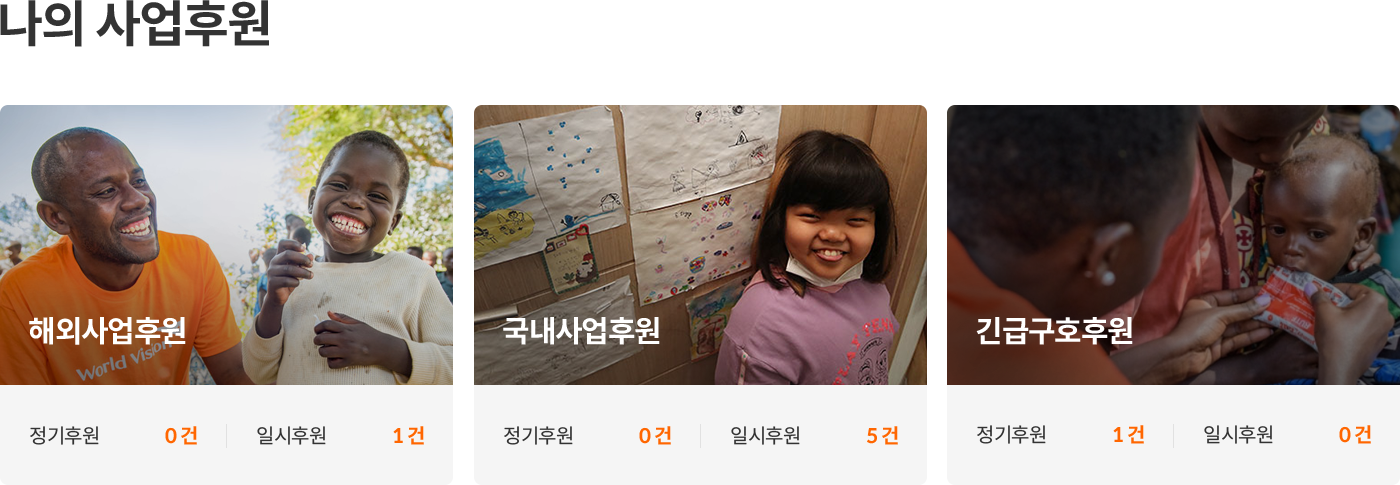 나의 사업후원
해외사업후원
World Vision
국내사업후원
긴급구호후원
정기후원 0 건 일시후원 1 건
정기후원 0 건 일시후원 5 건
정기후원 1 건 일시후원 0 건